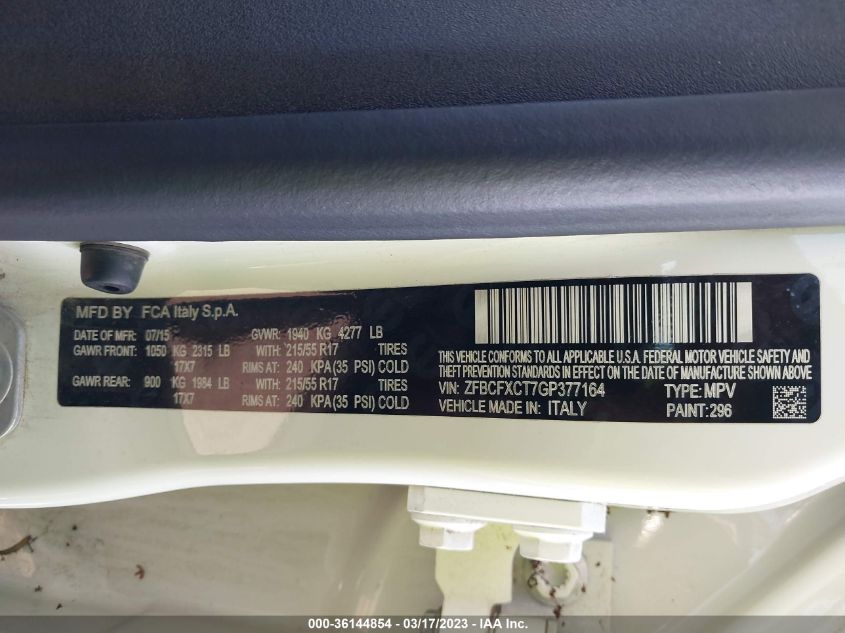 MFD BY FCA Italy S.p.A.
DATE OF MFR: 07/15 GVWR: 1940 KG 4277 LB
GAWR FRONT: 1050 KG 2315 LB WITH: 215/55 R17 TIRES
17X7 RIMS AT: 240 KPA(35 PSI) COLD
GAWR REAR: 900 KG 1984 LB WITH: 215/55 R17 TIRES
17X7 RIMS AT: 240 KPA(35 PSI) COLD
THIS VEHICLE CONFORMS TO ALL APPLICABLE U.S.A. FEDERAL MOTOR VEHICLE SAFETY AND
THEFT PREVENTION STANDARDS IN EFFECT ON THE DATE OF MANUFACTURE SHOWN ABOVE
VIN: ZFBCFXCT7GP377164 TYPE: MPV
VEHICLE MADE IN: ITALY PAINT: 296
000-36144854 - 03/17/2023 - IAA Inc.